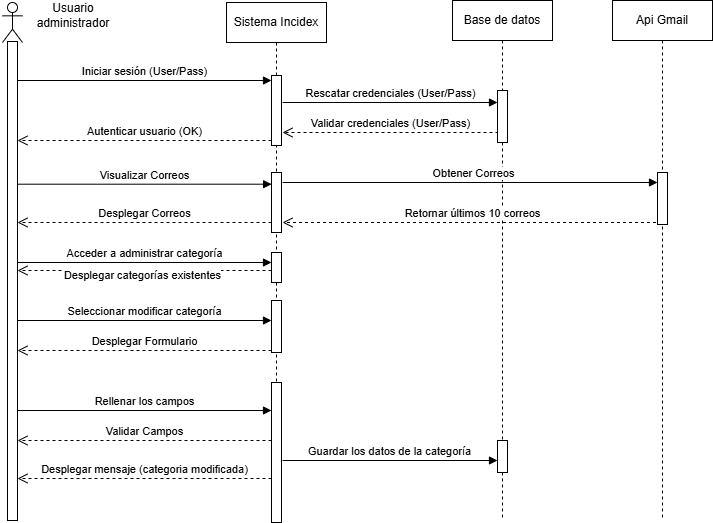 Usuario
administrador
Sistema Incidex
Base de datos
Api Gmail
Iniciar sesión (User/Pass)
Rescatar credenciales (User/Pass)
Validar credenciales (User/Pass)
Autenticar usuario (OK)
Visualizar Correos
Obtener Correos
Desplegar Correos
Retornar últimos 10 correos
Acceder a administrar categoría
Desplegar categorías existentes
Seleccionar modificar categoría
Desplegar Formulario
Rellenar los campos
Validar Campos
Guardar los datos de la categoría
Desplegar mensaje (categoria modificada)